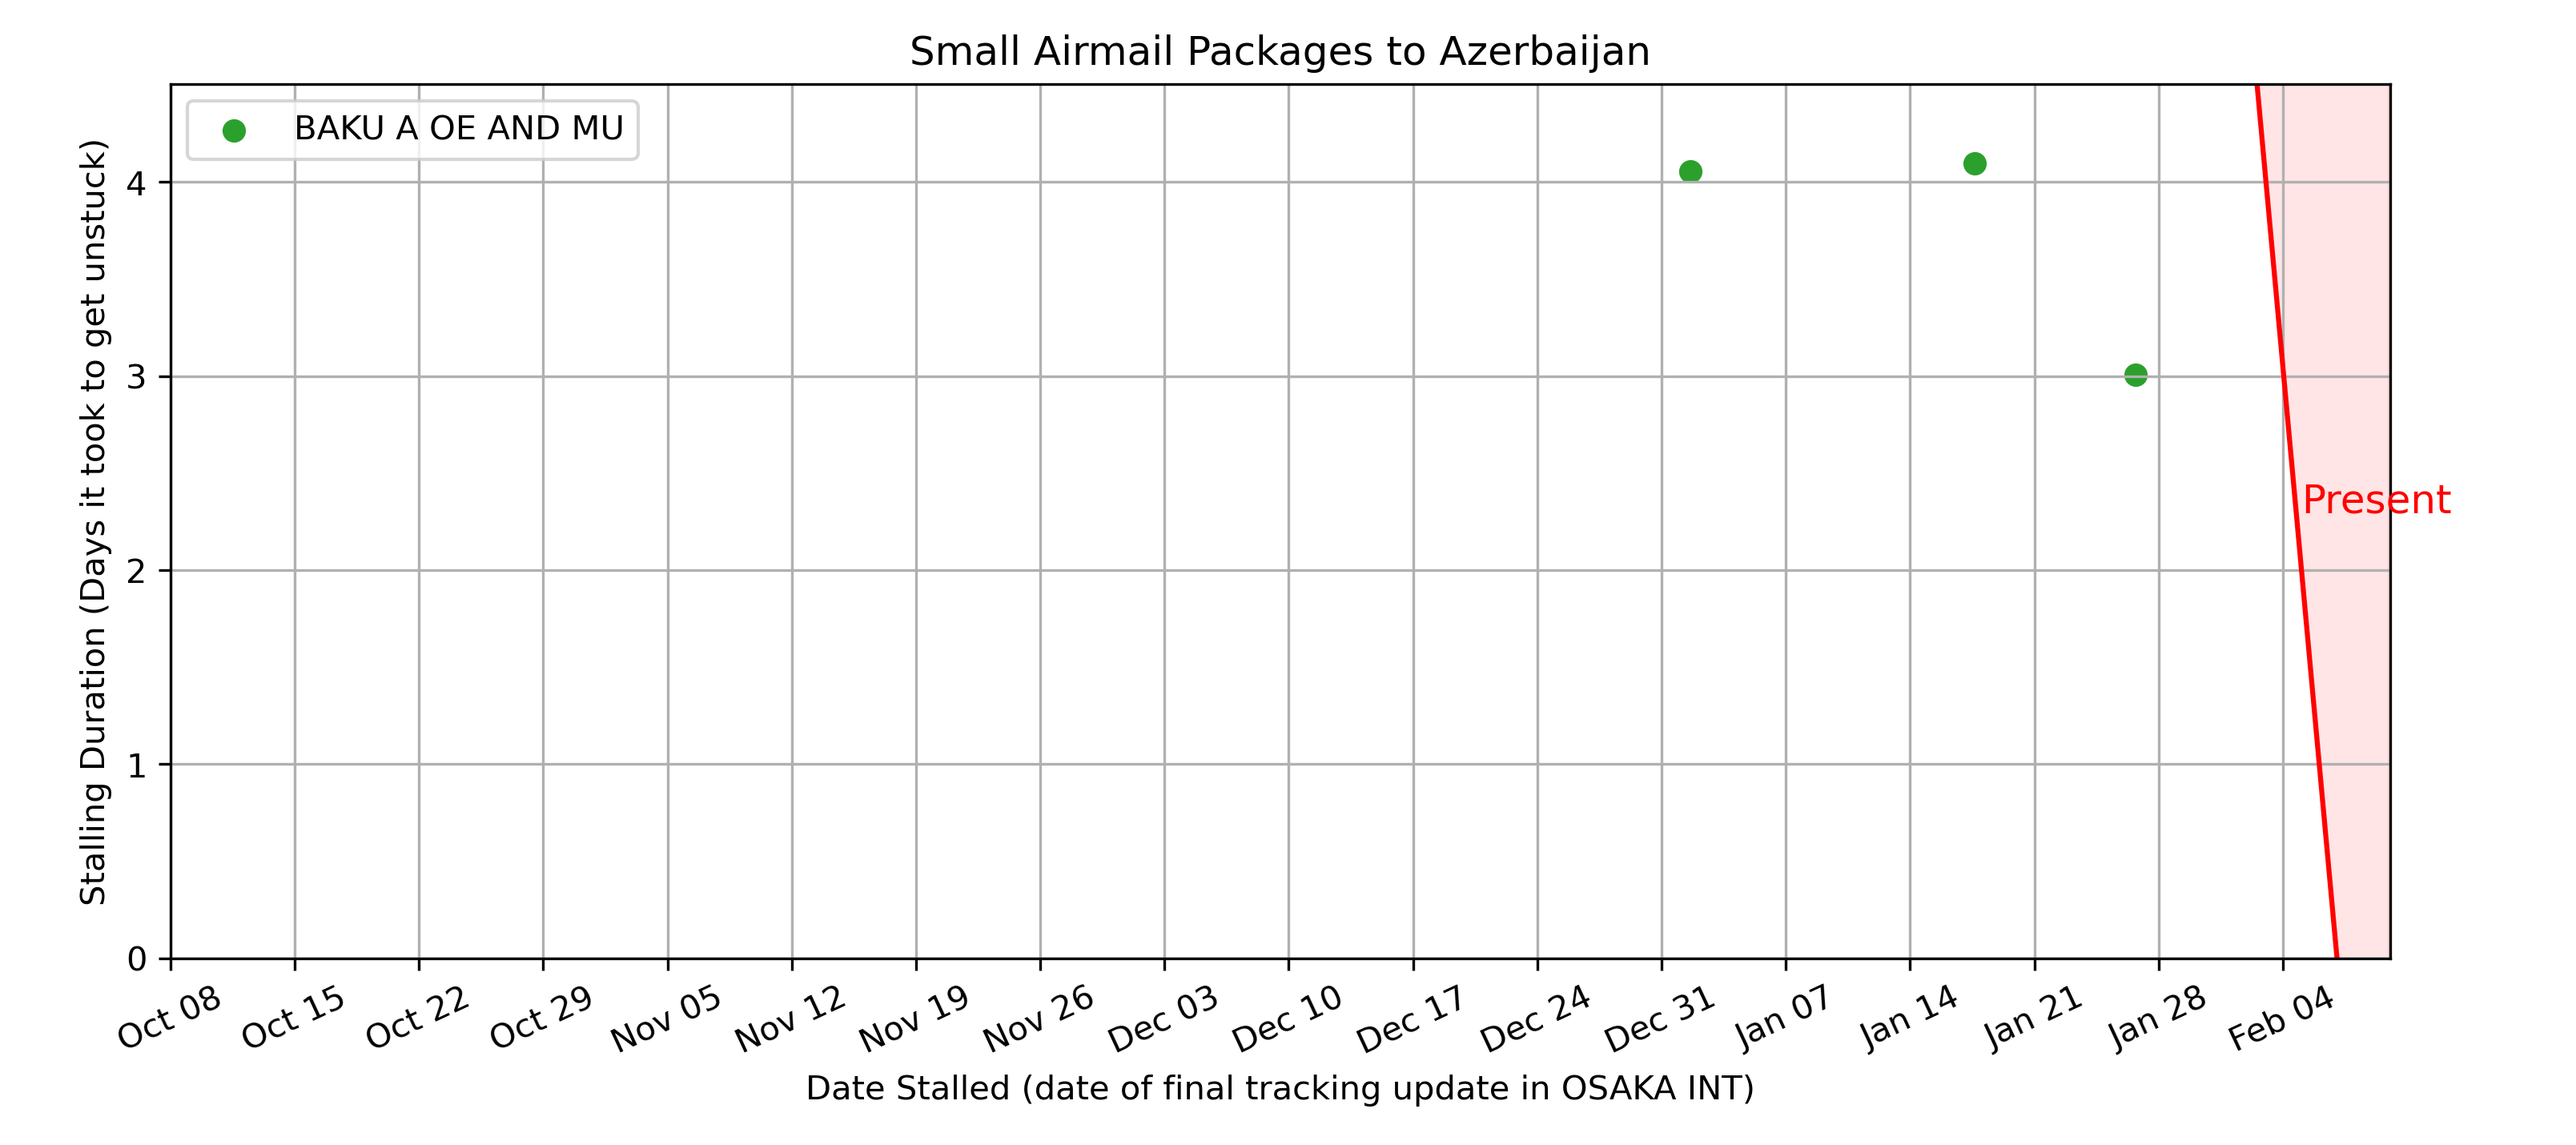 Small Airmail Packages to Azerbaijan
BAKU A OE AND MU
Stalling Duration (Days it took to get unstuck)
4
3
2
1
0
Present
Oct 08 Oct 15 Oct 22 Oct 29 Nov 05 Nov 12 Nov 19 Nov 26 Dec 03 Dec 10 Dec 17 Dec 24 Dec 31 Jan 07 Jan 14 Jan 21 Jan 28 Feb 04
Date Stalled (date of final tracking update in OSAKA INT)